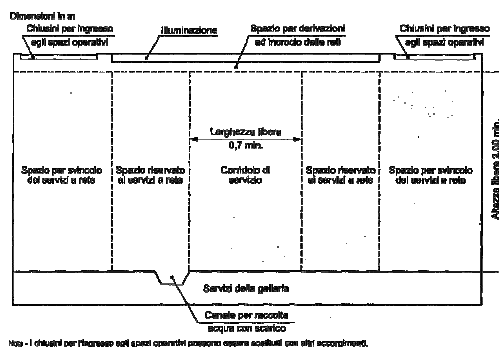 Dimensioni in m
Chiusini per ingresso
agli spazi operativi
Illuminazione
Spazio per derivazioni
ed incrocio delle reti
Chiusini per ingresso
agli spazi operativi
Larghezza libera
0,7 min.
Altezza libera 2,00 min.
Spazio per svincolo
dei servizi a rete
Spazio riservato
ai servizi a rete
Corridoio di
servizio
Spazio riservato
ai servizi a rete
Spazio per svincolo
dei servizi a rete
Servizi della galleria
Canale per raccolta
acqua con scarico
Nota - I chiusini per l'ingresso agli spazi operativi possono essere sostituiti con altri accorgimenti.